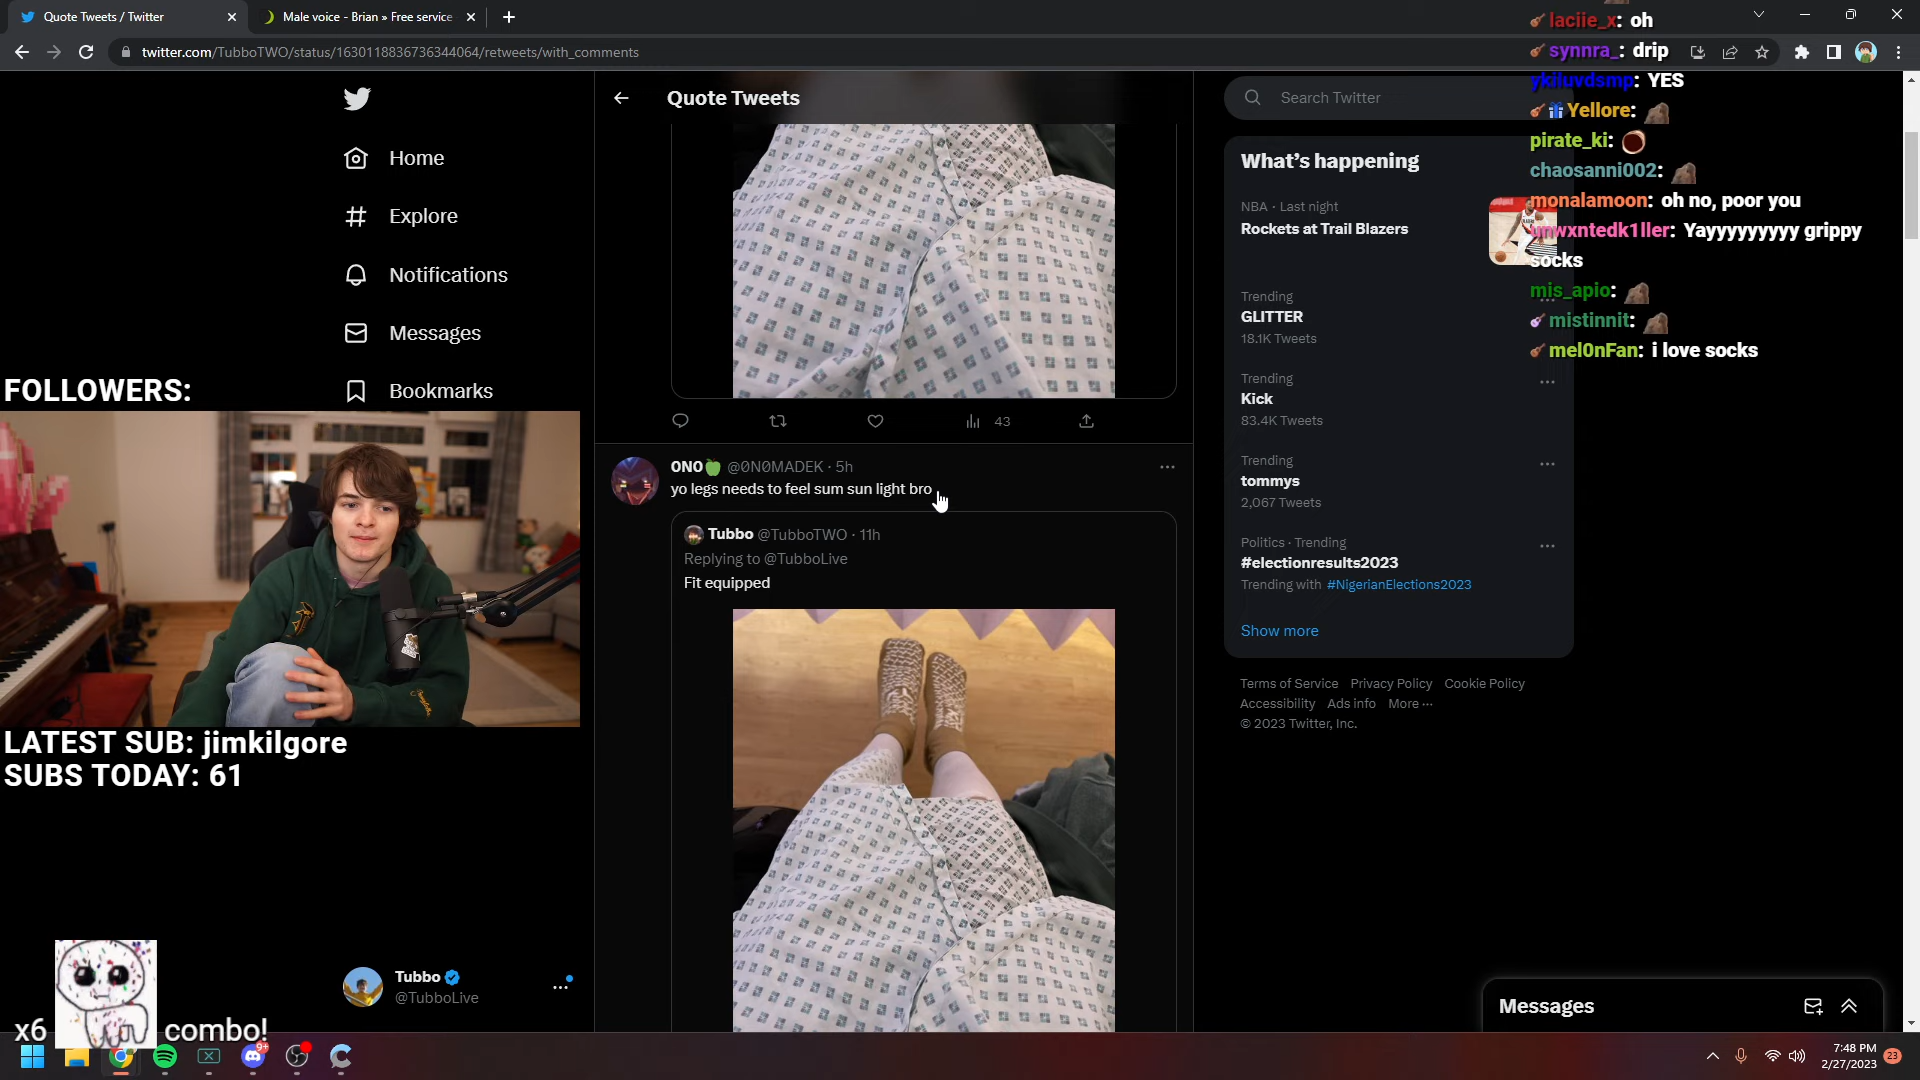 Quote Tweets / Twitter
Male voice - Brian » Free service
twitter.com/TubboTWO/status/1630118836736344064/retweets/with_comments
Home
Explore
Notifications
Messages
Bookmarks
FOLLOWERS:
LATEST SUB: jimkilgore
SUBS TODAY: 61
Tubbo
@TubboLive
x6 combo!
Quote Tweets
43
ONO🍏 @0N0MADEK · 5h
yo legs needs to feel sum sun light bro
Tubbo @TubboTWO · 11h
Replying to @TubboLive
Fit equipped
Search Twitter
What's happening
NBA · Last night
Rockets at Trail Blazers
Trending
GLITTER
18.1K Tweets
Trending
Kick
83.4K Tweets
Trending
tommys
2,067 Tweets
Politics · Trending
#electionresults2023
Trending with #NigerianElections2023
Show more
Terms of Service Privacy Policy Cookie Policy
Accessibility Ads info More ···
© 2023 Twitter, Inc.
laciie_x: oh
synnra_: drip
ykiluvdsmp: YES
Yellore:
pirate_ki:
chaosanni002:
monalamoon: oh no, poor you
unwxntedk1ller: Yayyyyyyyyy grippy
socks
mis_apio:
mistinnit:
mel0nFan: i love socks
Messages
9+
7:48 PM
2/27/2023
23